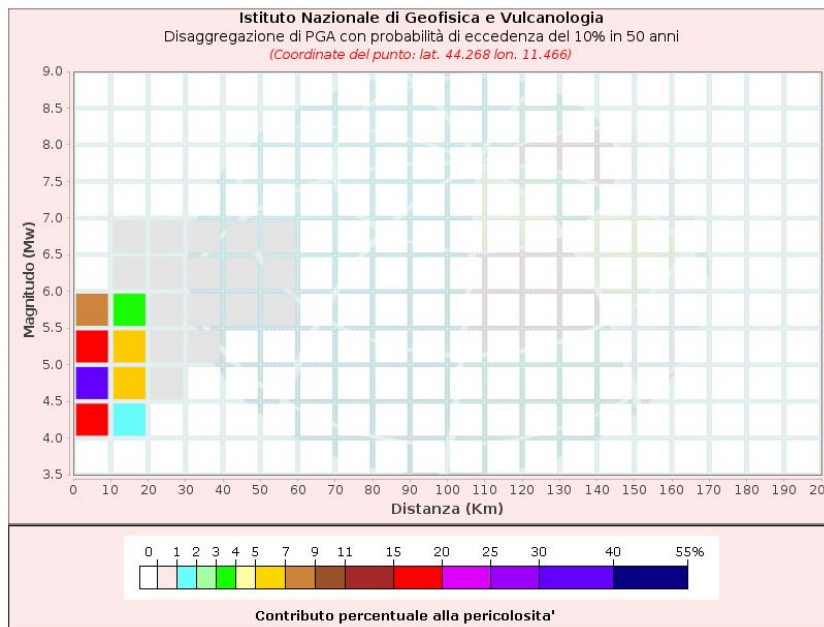 Istituto Nazionale di Geofisica e Vulcanologia
Disaggregazione di PGA con probabilità di eccedenza del 10% in 50 anni
(Coordinate del punto: lat. 44.268 lon. 11.466)
9.0
8.5
8.0
7.5
7.0
6.5
6.0
5.5
5.0
4.5
4.0
3.5
Magnitudo (Mw)
0 10 20 30 40 50 60 70 80 90 100 110 120 130 140 150 160 170 180 190 200
Distanza (Km)
0 1 2 3 4 5 7 9 11 15 20 25 30 40 55%
Contributo percentuale alla pericolosita'